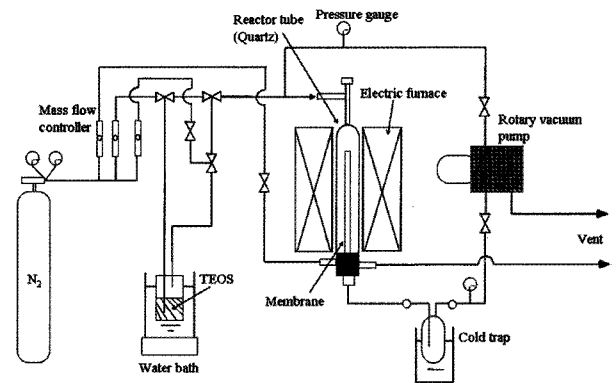 Pressure gauge
Reactor tube
(Quartz)
Electric furnace
Mass flow
controller
Rotary vacuum
pump
Vent
N2
TEOS
Membrane
Water bath
Cold trap